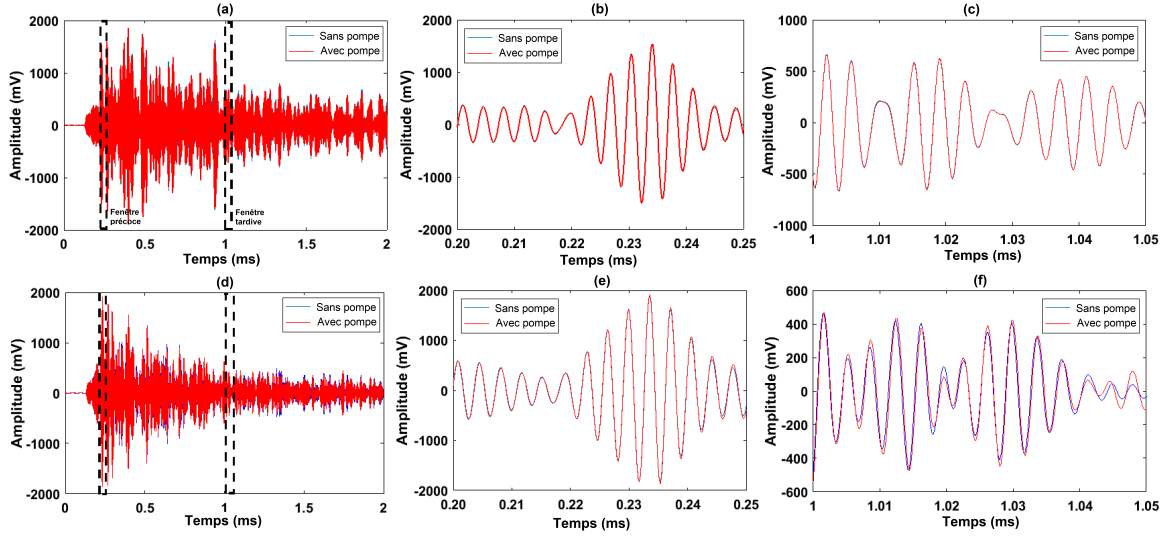 (a)
2000
1000
0
-1000
-2000
Amplitude (mV)
Sans pompe
Avec pompe
Fenêtre
précoce
Fenêtre
tardive
0
0.5
1
1.5
2
Temps (ms)
(b)
2000
1000
0
-1000
-2000
Amplitude (mV)
Sans pompe
Avec pompe
0.20
0.21
0.22
0.23
0.24
0.25
Temps (ms)
(c)
1000
500
0
-500
1000
Amplitude (mV)
Sans pompe
Avec pompe
1
1.01
1.02
1.03
1.04
1.05
Temps (ms)
(d)
2000
1000
0
-1000
-2000
Amplitude (mV)
Sans pompe
Avec pompe
0
0.5
1
1.5
2
Temps (ms)
(e)
2000
1000
0
-1000
-2000
Amplitude (mV)
Sans pompe
Avec pompe
0.20
0.21
0.22
0.23
0.24
0.25
Temps (ms)
(f)
600
400
200
0
-200
-400
-600
Amplitude (mV)
Sans pompe
Avec pompe
1
1.01
1.02
1.03
1.04
1.05
Temps (ms)